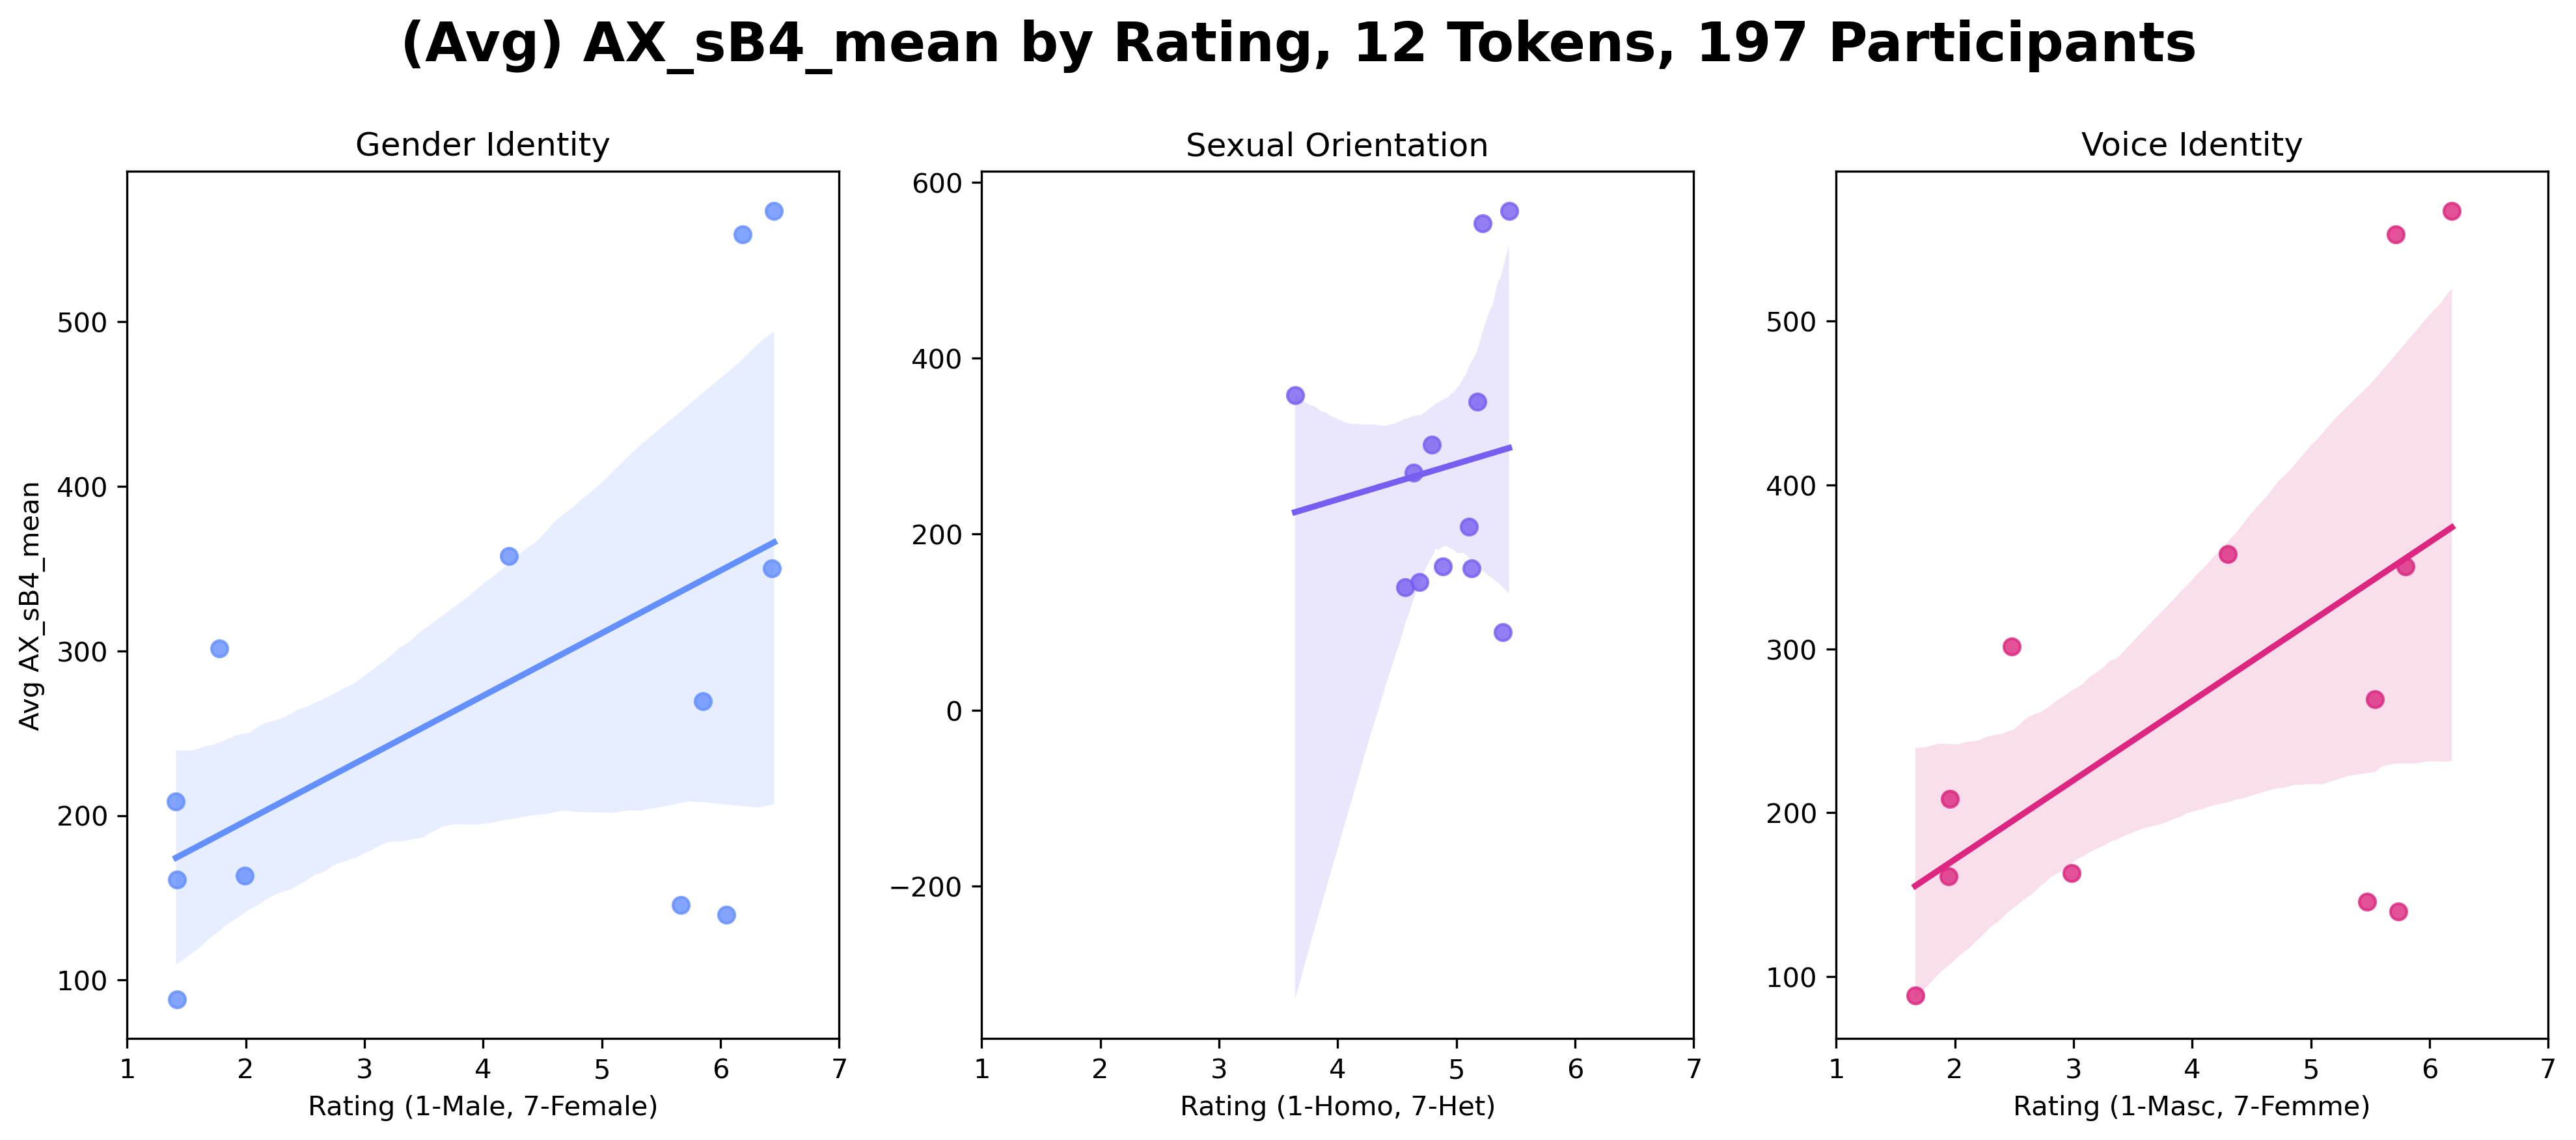 (Avg) AX_sB4_mean by Rating, 12 Tokens, 197 Participants
Gender Identity
Avg AX_sB4_mean
500
400
300
200
100
1 2 3 4 5 6 7
Rating (1-Male, 7-Female)
Sexual Orientation
600
400
200
0
−200
1 2 3 4 5 6 7
Rating (1-Homo, 7-Het)
Voice Identity
500
400
300
200
100
1 2 3 4 5 6 7
Rating (1-Masc, 7-Femme)